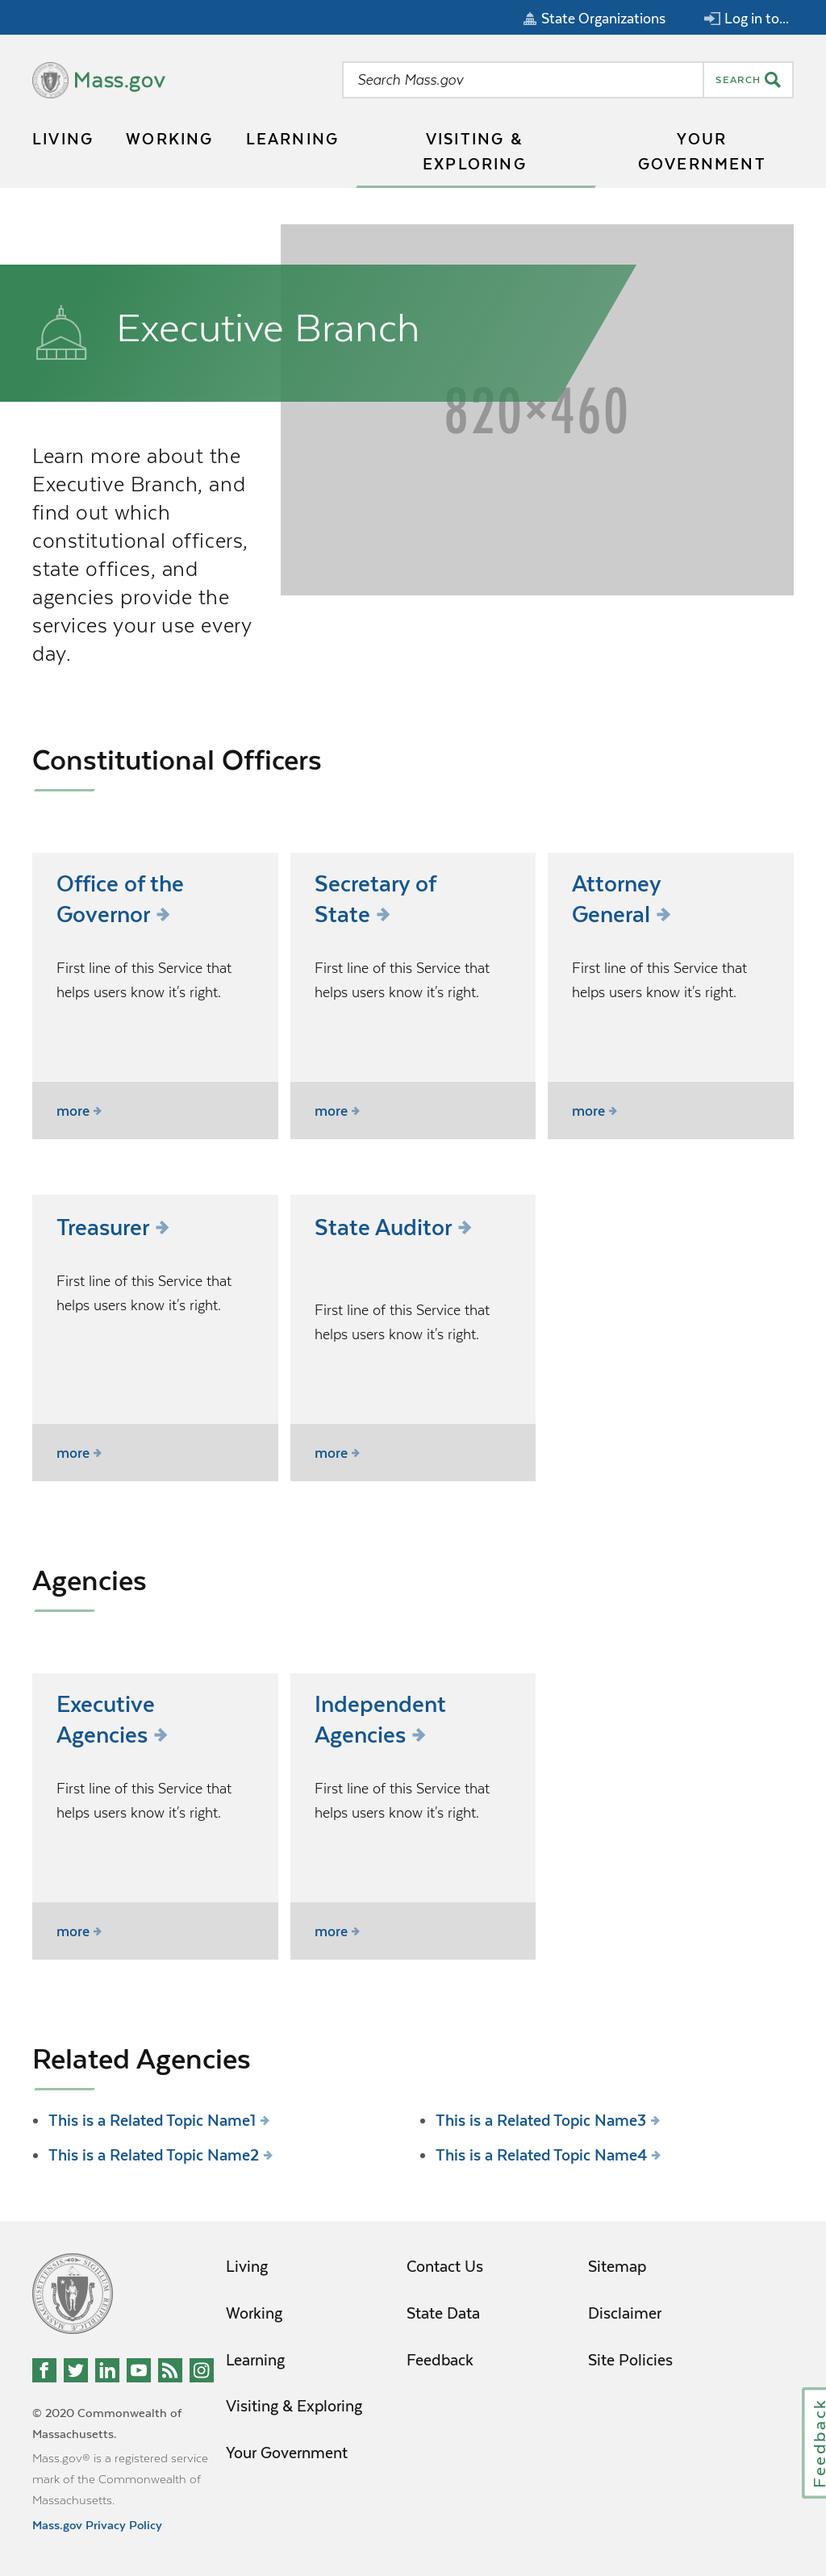 State Organizations
Log in to...
Mass.gov
Search Mass.gov
SEARCH
LIVING
WORKING
LEARNING
VISITING &
EXPLORING
YOUR
GOVERNMENT
Executive Branch
820×460
Learn more about the
Executive Branch, and
find out which
constitutional officers,
state offices, and
agencies provide the
services your use every
day.
Constitutional Officers
Office of the
Governor
First line of this Service that
helps users know it's right.
more
Secretary of
State
First line of this Service that
helps users know it's right.
more
Attorney
General
First line of this Service that
helps users know it's right.
more
Treasurer
First line of this Service that
helps users know it's right.
more
State Auditor
First line of this Service that
helps users know it's right.
more
Agencies
Executive
Agencies
First line of this Service that
helps users know it's right.
more
Independent
Agencies
First line of this Service that
helps users know it's right.
more
Related Agencies
This is a Related Topic Name1
This is a Related Topic Name2
This is a Related Topic Name3
This is a Related Topic Name4
© 2020 Commonwealth of
Massachusetts.
Mass.gov® is a registered service
mark of the Commonwealth of
Massachusetts.
Mass.gov Privacy Policy
Living
Working
Learning
Visiting & Exploring
Your Government
Contact Us
State Data
Feedback
Sitemap
Disclaimer
Site Policies
Feedback